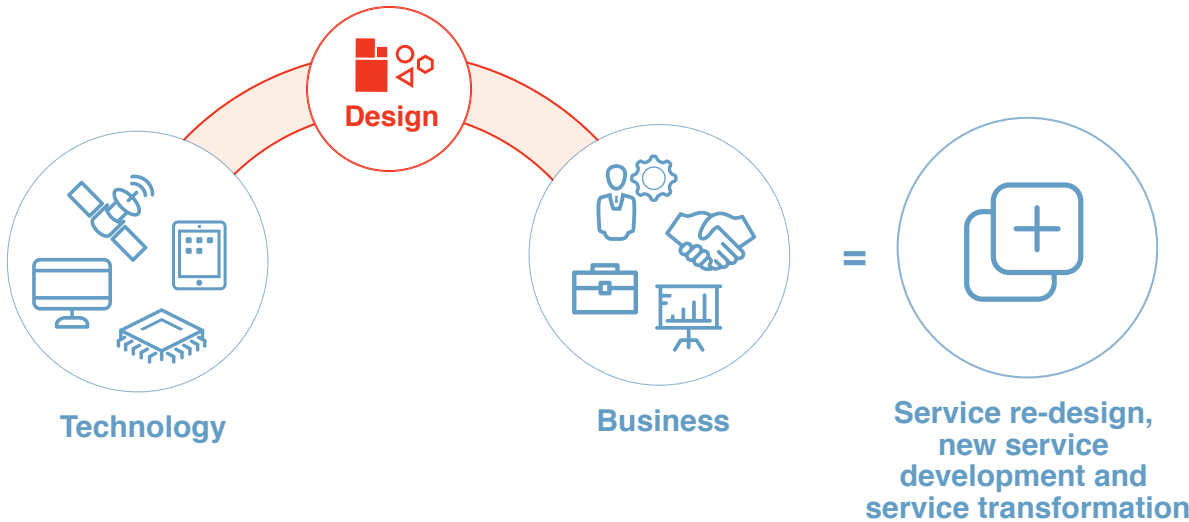 Design
Technology
Business
=
Service re-design,
new service
development and
service transformation